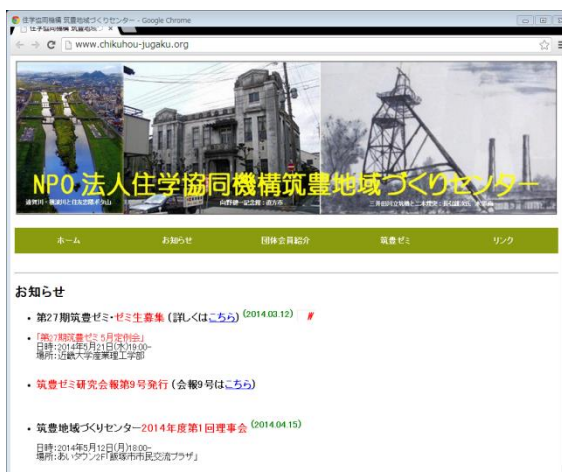 住学協同機構 筑豊地域づくりセンター - Google Chrome
www.chikuhou-jugaku.org
NPO法人住学協同機構筑豊地域づくりセンター
ホーム お知らせ 団体会員紹介 筑豊ゼミ リンク
お知らせ
・第27期筑豊ゼミ・ゼミ生募集 (詳しくはこちら) (2014.03.12)
・「第27期筑豊ゼミ 5月定例会」
日時:2014年5月21日(水)19:00~
場所:近畿大学産業理工学部
・筑豊ゼミ研究会報第9号発行 (会報9号はこちら)
・筑豊地域づくりセンター2014年度第1回理事会 (2014.04.15)
日時:2014年5月12日(月)18:00~
場所:あいタウン2F「飯塚市市民交流プラザ」